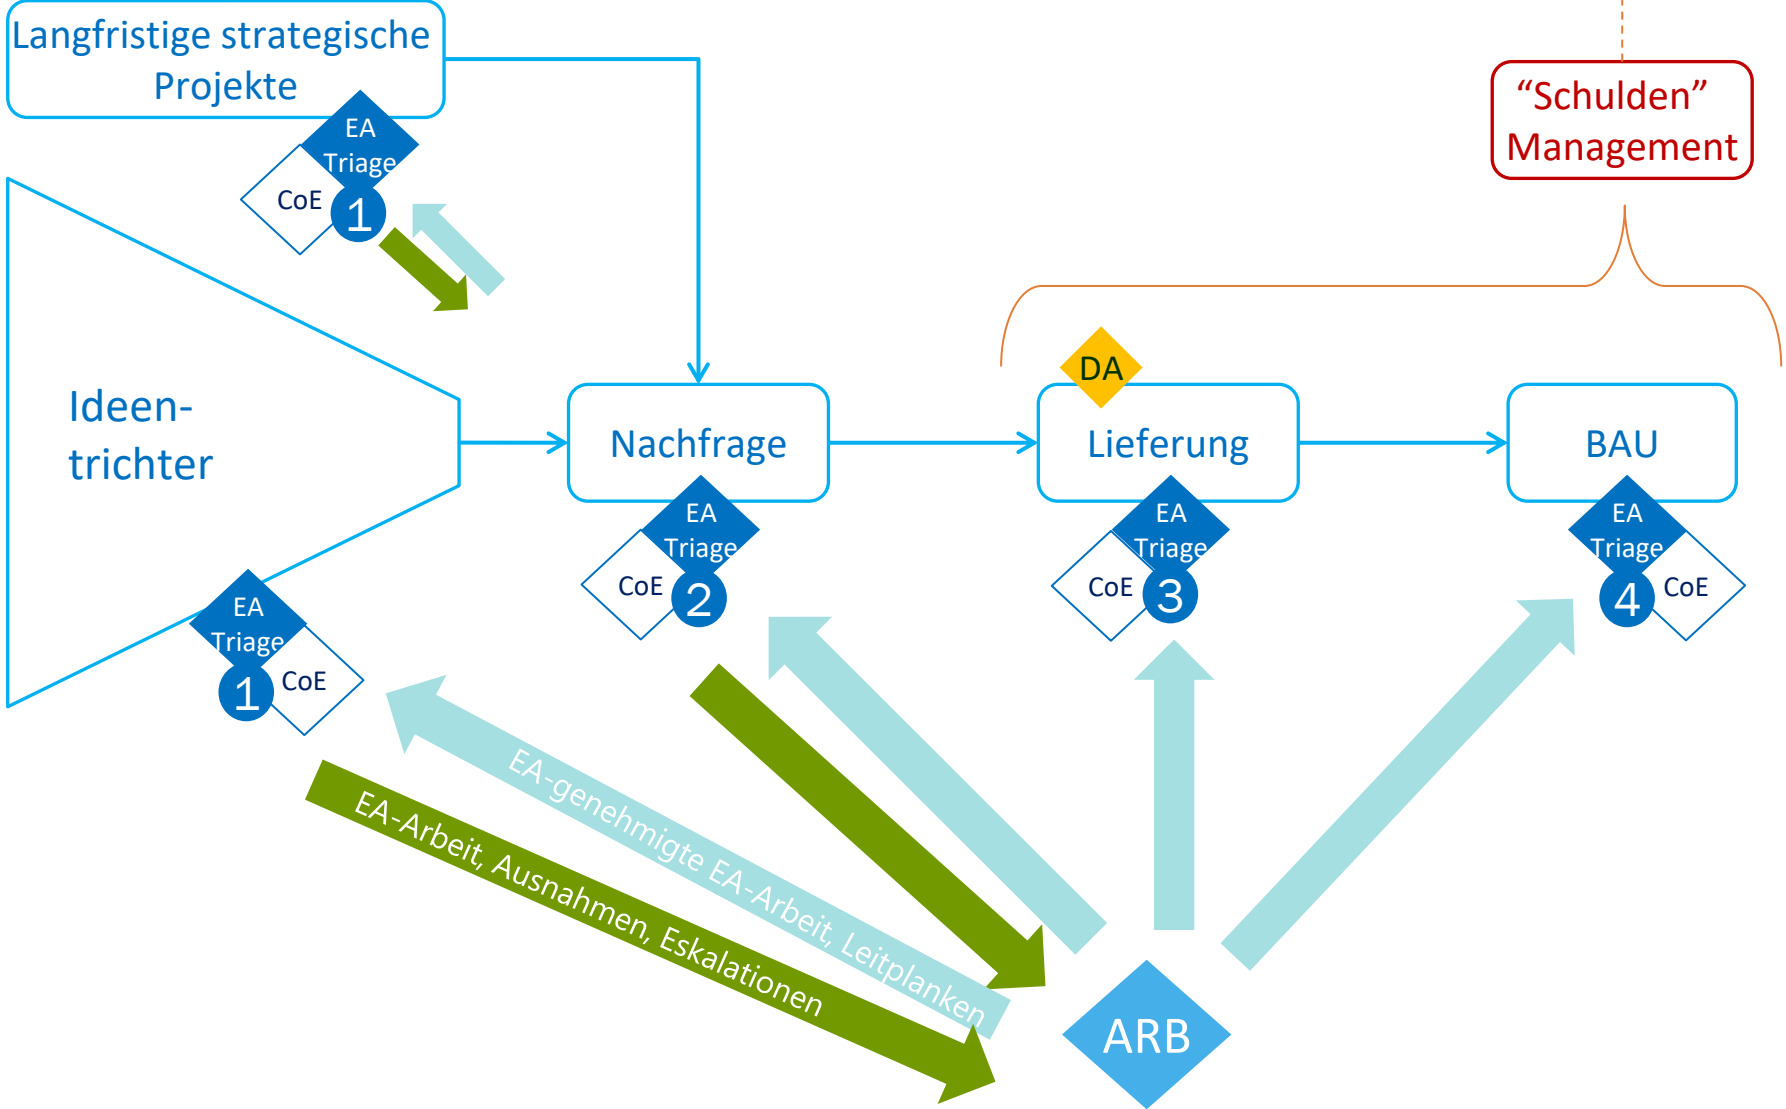 Langfristige strategische
Projekte
EA
Triage
CoE
1
“Schulden”
Management
Ideen-
trichter
Nachfrage
DA
Lieferung
BAU
EA
Triage
CoE
2
EA
Triage
CoE
3
EA
Triage
CoE
4
EA
Triage
CoE
1
EA-genehmigte EA-Arbeit, Leitplanken
EA-Arbeit, Ausnahmen, Eskalationen
ARB